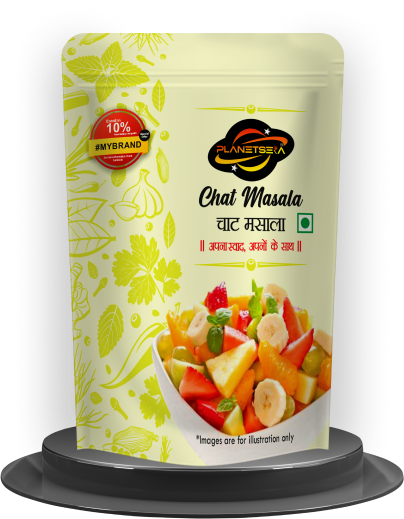 10%
#MYBRAND
PLANETSERA
Chat Masala
चाट मसाला
|| अपना स्वाद, अपनों के साथ ||
*Images are for illustration only